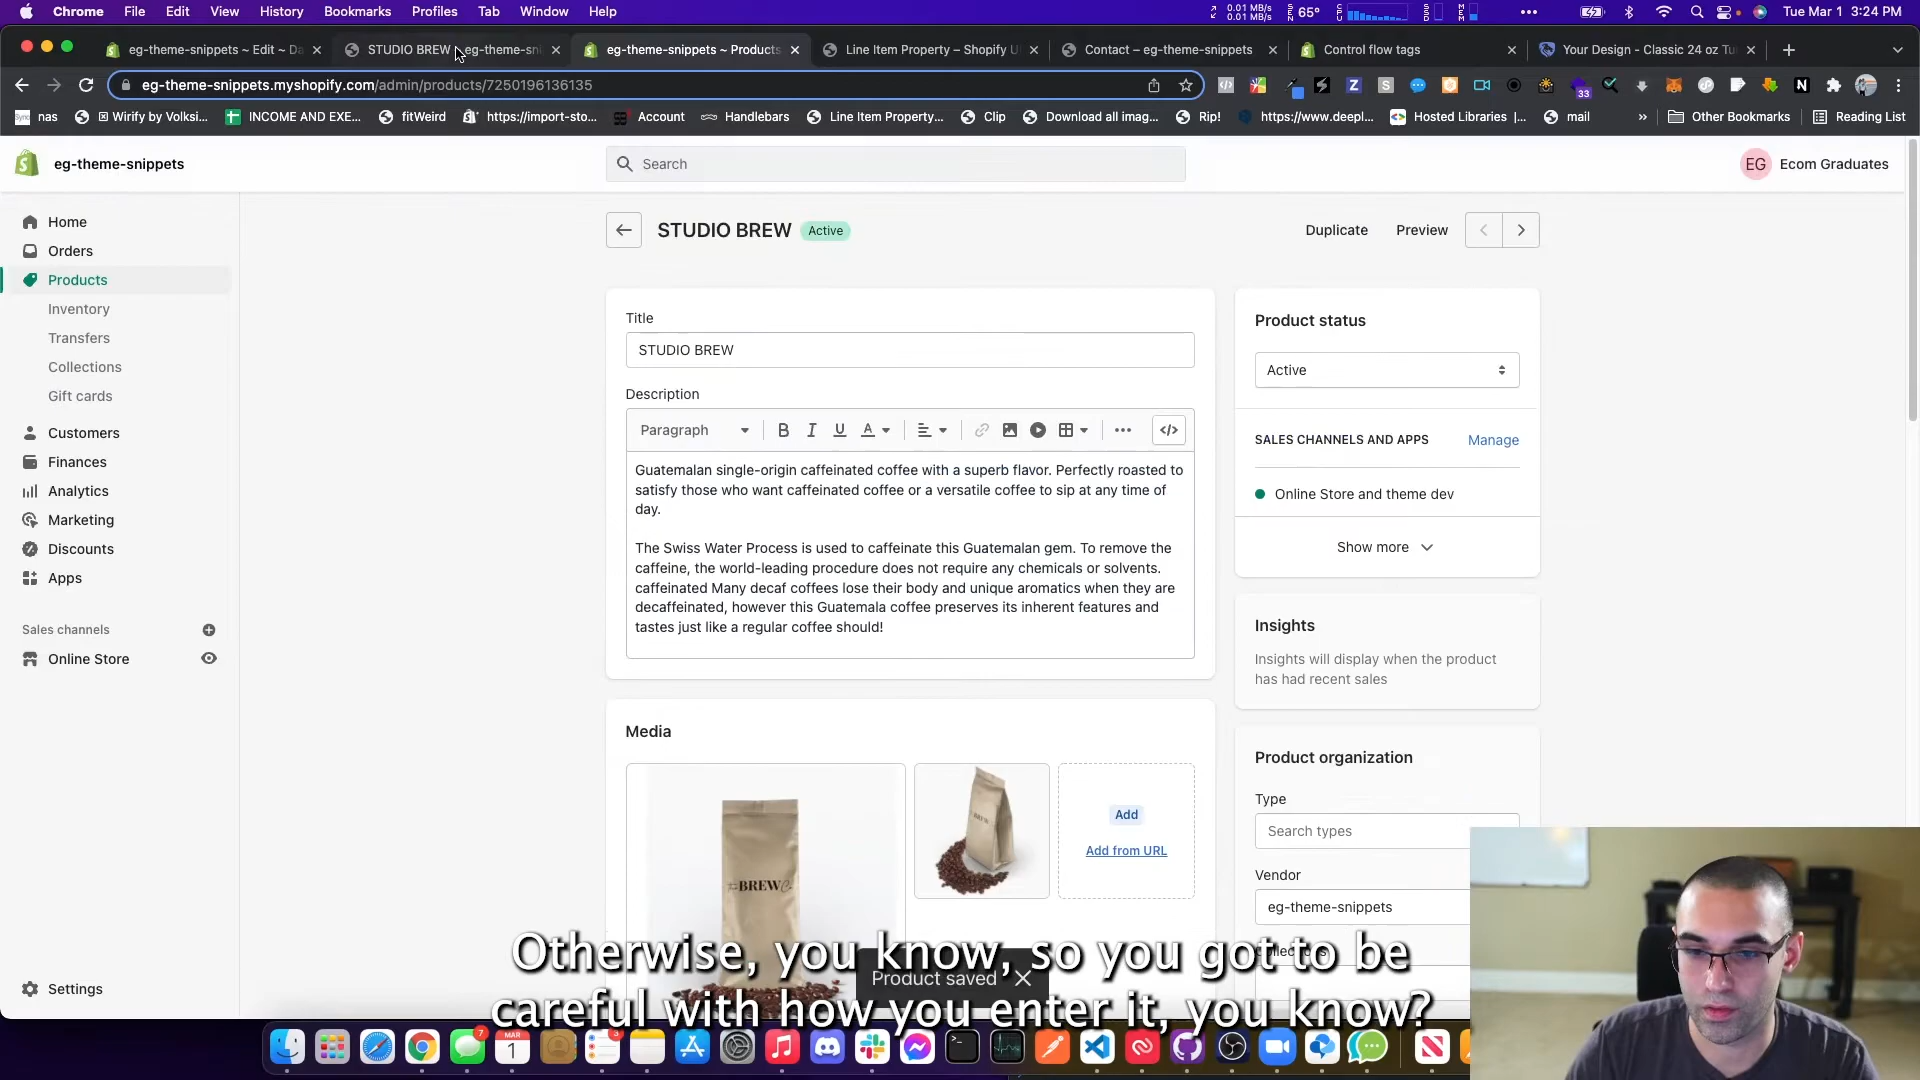 Chrome File Edit View History Bookmarks Profiles Tab Window Help 0.01 MB/s 0.01 MB/s 65° Tue Mar 1 3:24 PM
eg-theme-snippets ~ Edit ~ Da STUDIO BREW eg-theme-sni eg-theme-snippets ~ Products Line Item Property – Shopify U Contact – eg-theme-snippets Control flow tags Your Design - Classic 24 oz Tu
eg-theme-snippets.myshopify.com/admin/products/7250196136135
nas Wirify by Volksi... INCOME AND EXE... fitWeird https://import-sto... Account Handlebars Line Item Property... Clip Download all imag... Rip! https://www.deepl... Hosted Libraries |... mail » Other Bookmarks Reading List
eg-theme-snippets Search EG Ecom Graduates
Home
Orders
Products
Inventory
Transfers
Collections
Gift cards
Customers
Finances
Analytics
Marketing
Discounts
Apps
Sales channels
Online Store
Settings
STUDIO BREW Active Duplicate Preview
Title
STUDIO BREW
Description
Paragraph B I U A
Guatemalan single-origin caffeinated coffee with a superb flavor. Perfectly roasted to
satisfy those who want caffeinated coffee or a versatile coffee to sip at any time of
day.
The Swiss Water Process is used to caffeinate this Guatemalan gem. To remove the
caffeine, the world-leading procedure does not require any chemicals or solvents.
caffeinated Many decaf coffees lose their body and unique aromatics when they are
decaffeinated, however this Guatemala coffee preserves its inherent features and
tastes just like a regular coffee should!
Media
BREW Co.
Add
Add from URL
Product status
Active
SALES CHANNELS AND APPS Manage
Online Store and theme dev
Show more
Insights
Insights will display when the product
has had recent sales
Product organization
Type
Search types
Vendor
eg-theme-snippets
Product saved
Otherwise, you know, so you got to be
careful with how you enter it, you know?